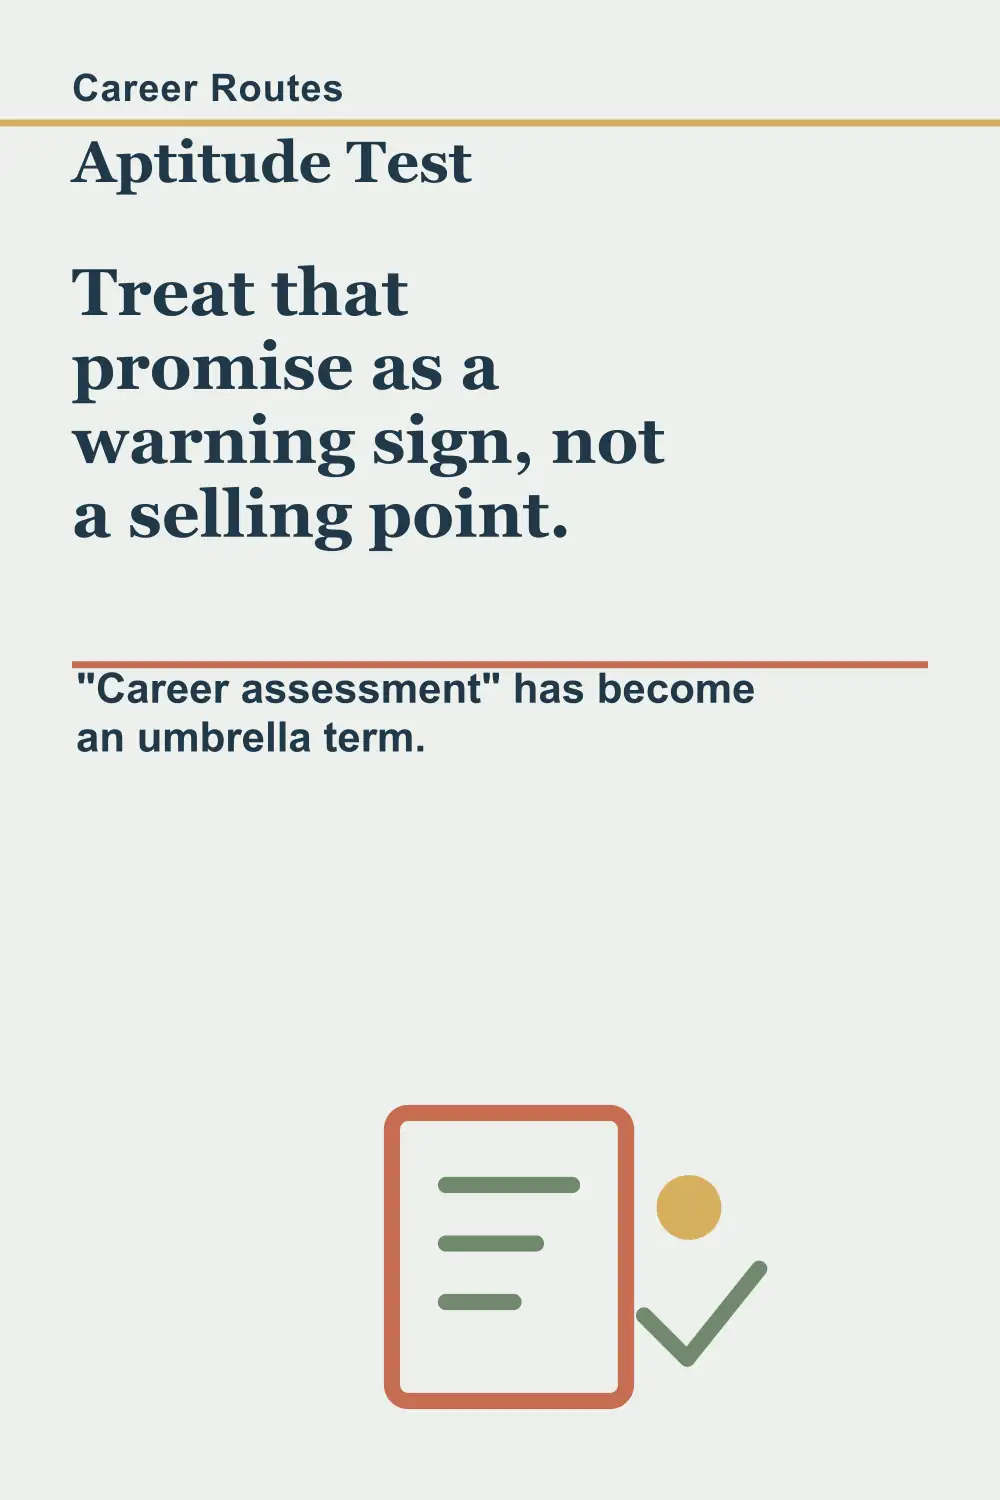 Career Routes
Aptitude Test
Treat that
promise as a
warning sign, not
a selling point.
"Career assessment" has become
an umbrella term.